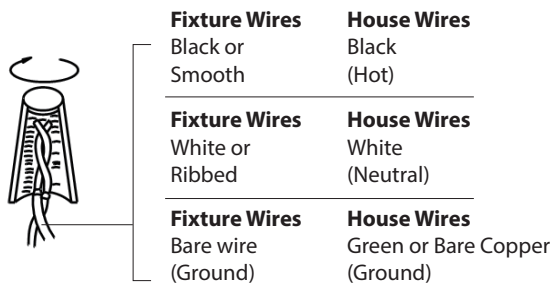 Fixture Wires House Wires
Black or Black
Smooth (Hot)
Fixture Wires House Wires
White or White
Ribbed (Neutral)
Fixture Wires House Wires
Bare wire Green or Bare Copper
(Ground) (Ground)